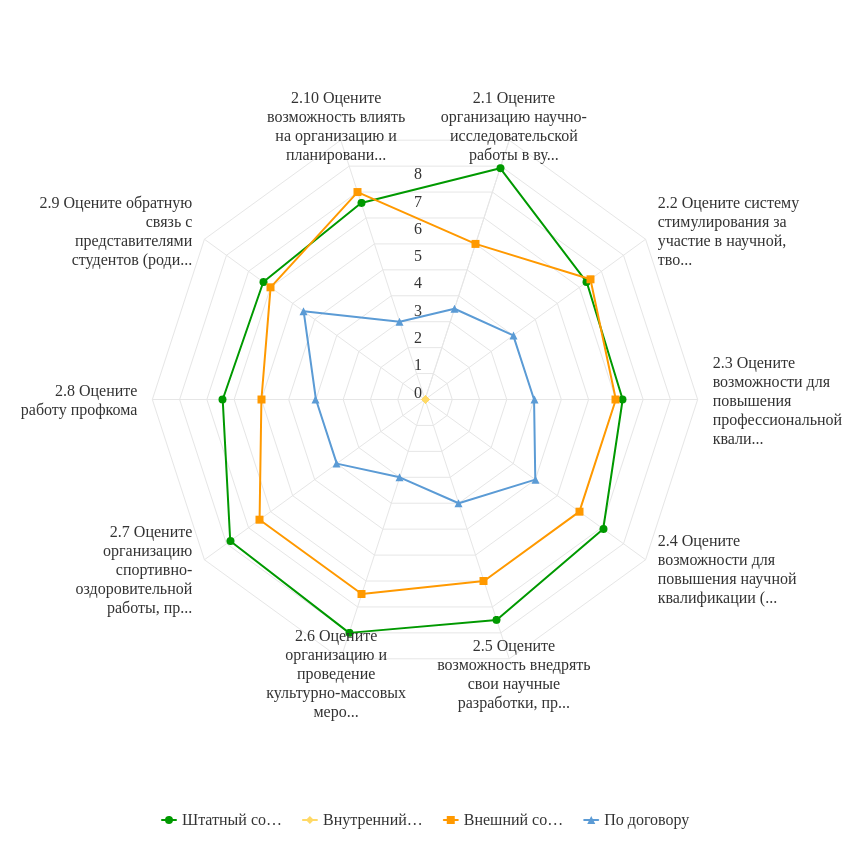 2.10 Оцените
возможность влиять
на организацию и
планировани...
2.1 Оцените
организацию научно-
исследовательской
работы в ву...
2.2 Оцените систему
стимулирования за
участие в научной,
тво...
2.3 Оцените
возможности для
повышения
профессиональной
квали...
2.4 Оцените
возможности для
повышения научной
квалификации (...
2.5 Оцените
возможность внедрять
свои научные
разработки, пр...
2.6 Оцените
организацию и
проведение
культурно-массовых
меро...
2.7 Оцените
организацию
спортивно-
оздоровительной
работы, пр...
2.8 Оцените
работу профкома
2.9 Оцените обратную
связь с
представителями
студентов (роди...
8
7
6
5
4
3
2
1
0
Штатный со…
Внутренний…
Внешний со…
По договору